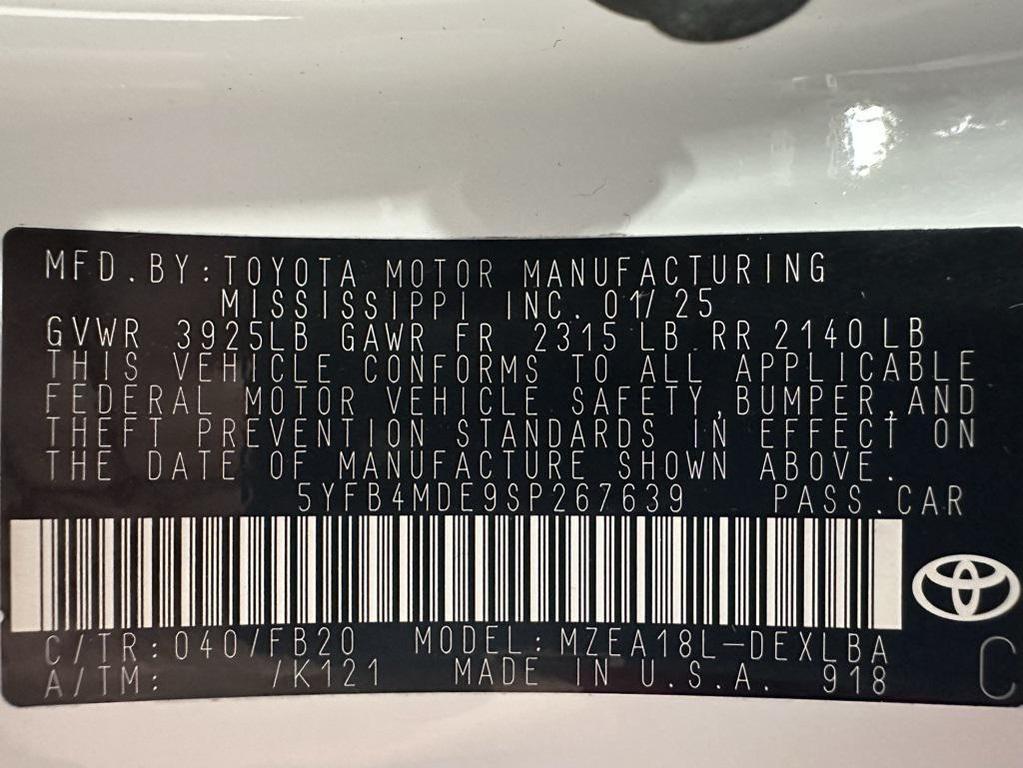 MFD.BY:TOYOTA MOTOR MANUFACTURING
MISSISSIPPI INC. 01/25
GVWR 3925LB GAWR FR 2315 LB RR 2140 LB
THIS VEHICLE CONFORMS TO ALL APPLICABLE
FEDERAL MOTOR VEHICLE SAFETY,BUMPER,AND
THEFT PREVENTION STANDARDS IN EFFECT ON
THE DATE OF MANUFACTURE SHOWN ABOVE.
5YFB4MDE9SP267639 PASS.CAR
C/TR:040/FB20 MODEL:MZEA18L-DEXLBA
A/TM: /K121 MADE IN U.S.A. 918
C